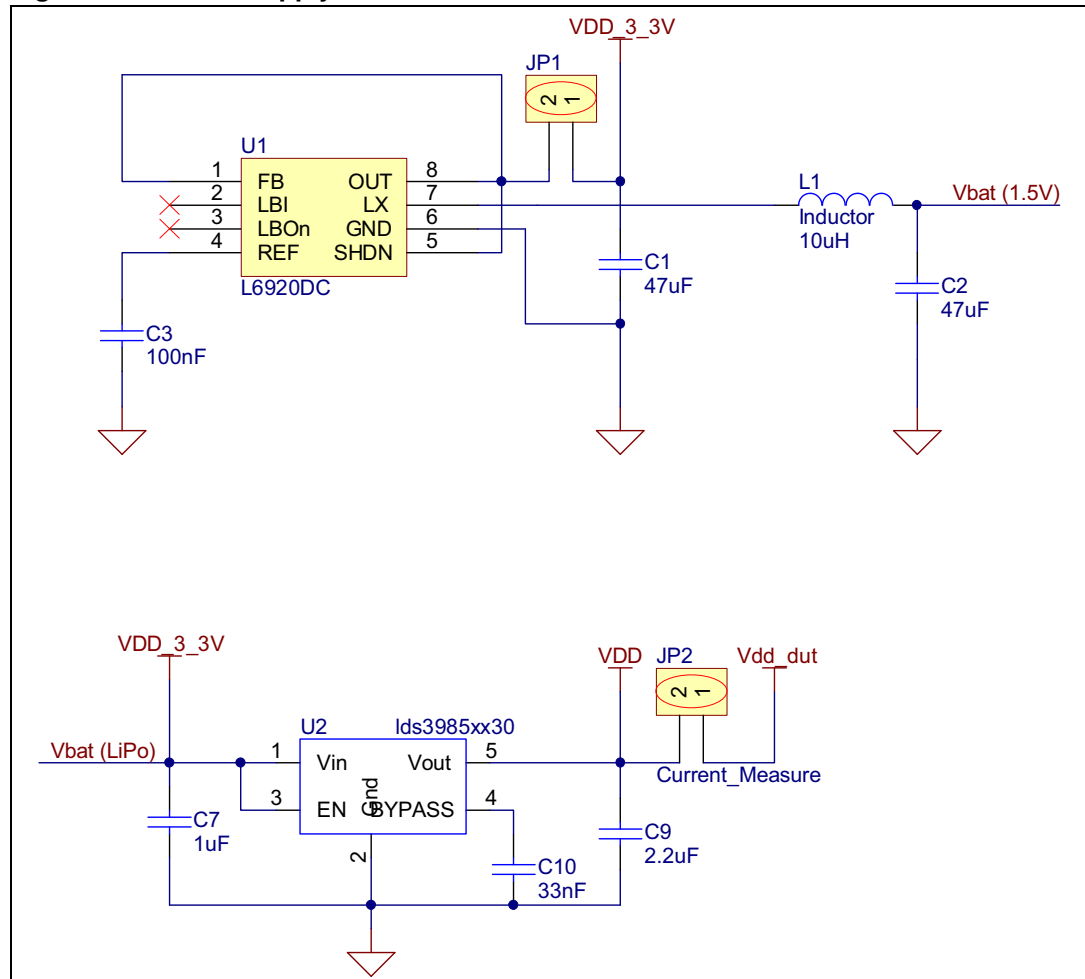 VDD_3_3V
JP1
2
1
U1
1
FB
OUT
8
2
LBI
LX
7
3
LBOn
GND
6
4
REF
SHDN
5
L6920DC
L1
Inductor
10uH
Vbat (1.5V)
C1
47uF
C2
47uF
C3
100nF
VDD_3_3V
VDD
JP2
Vdd_dut
2
1
U2
lds3985xx30
Vbat (LiPo)
1
Vin
Vout
5
Current_Measure
3
EN
Gnd
BYPASS
4
2
C7
1uF
C9
2.2uF
C10
33nF